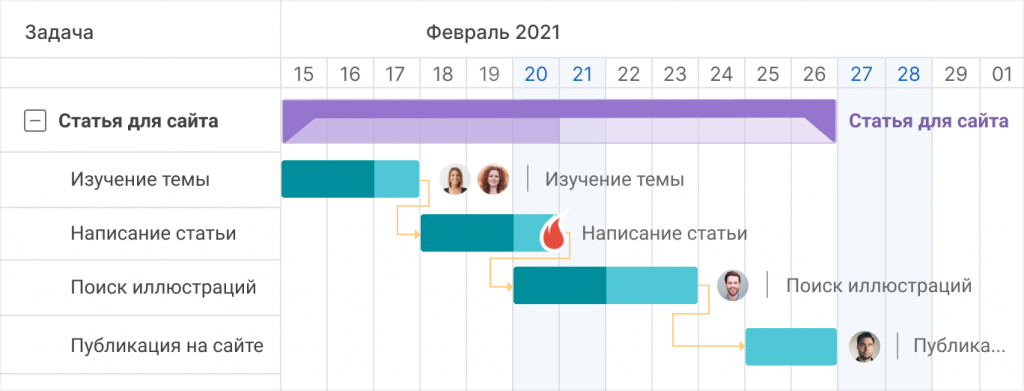 Задача
Февраль 2021
15 16 17 18 19 20 21 22 23 24 25 26 27 28 29 01
Статья для сайта
Статья для сайта
Изучение темы
Изучение темы
Написание статьи
Написание статьи
Поиск иллюстраций
Поиск иллюстраций
Публикация на сайте
Публика...